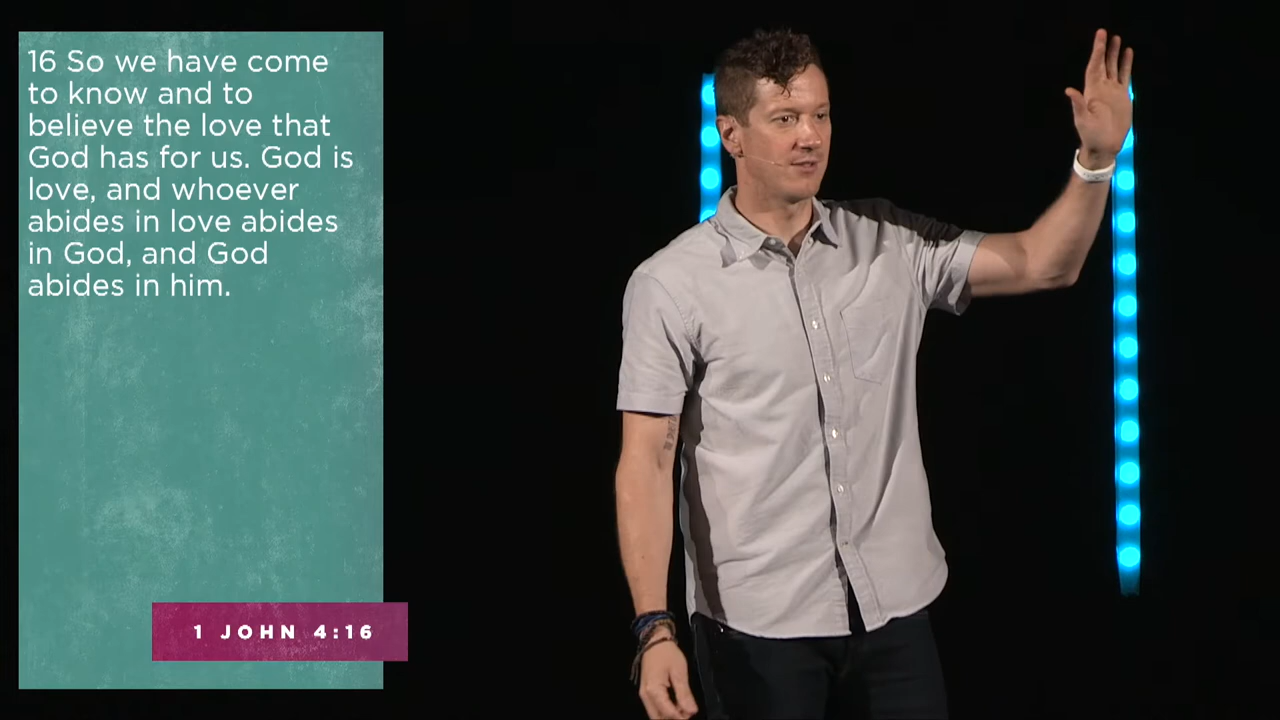 16 So we have come
to know and to
believe the love that
God has for us. God is
love, and whoever
abides in love abides
in God, and God
abides in him.
1 JOHN 4:16